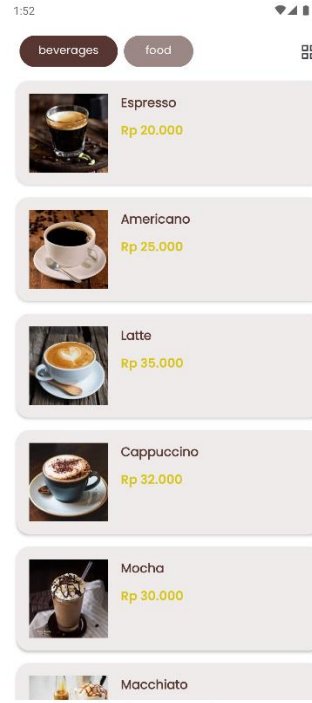 1:52
beverages
food
Espresso
Rp 20.000
Americano
Rp 25.000
Latte
Rp 35.000
Cappuccino
Rp 32.000
Mocha
Rp 30.000
Macchiato